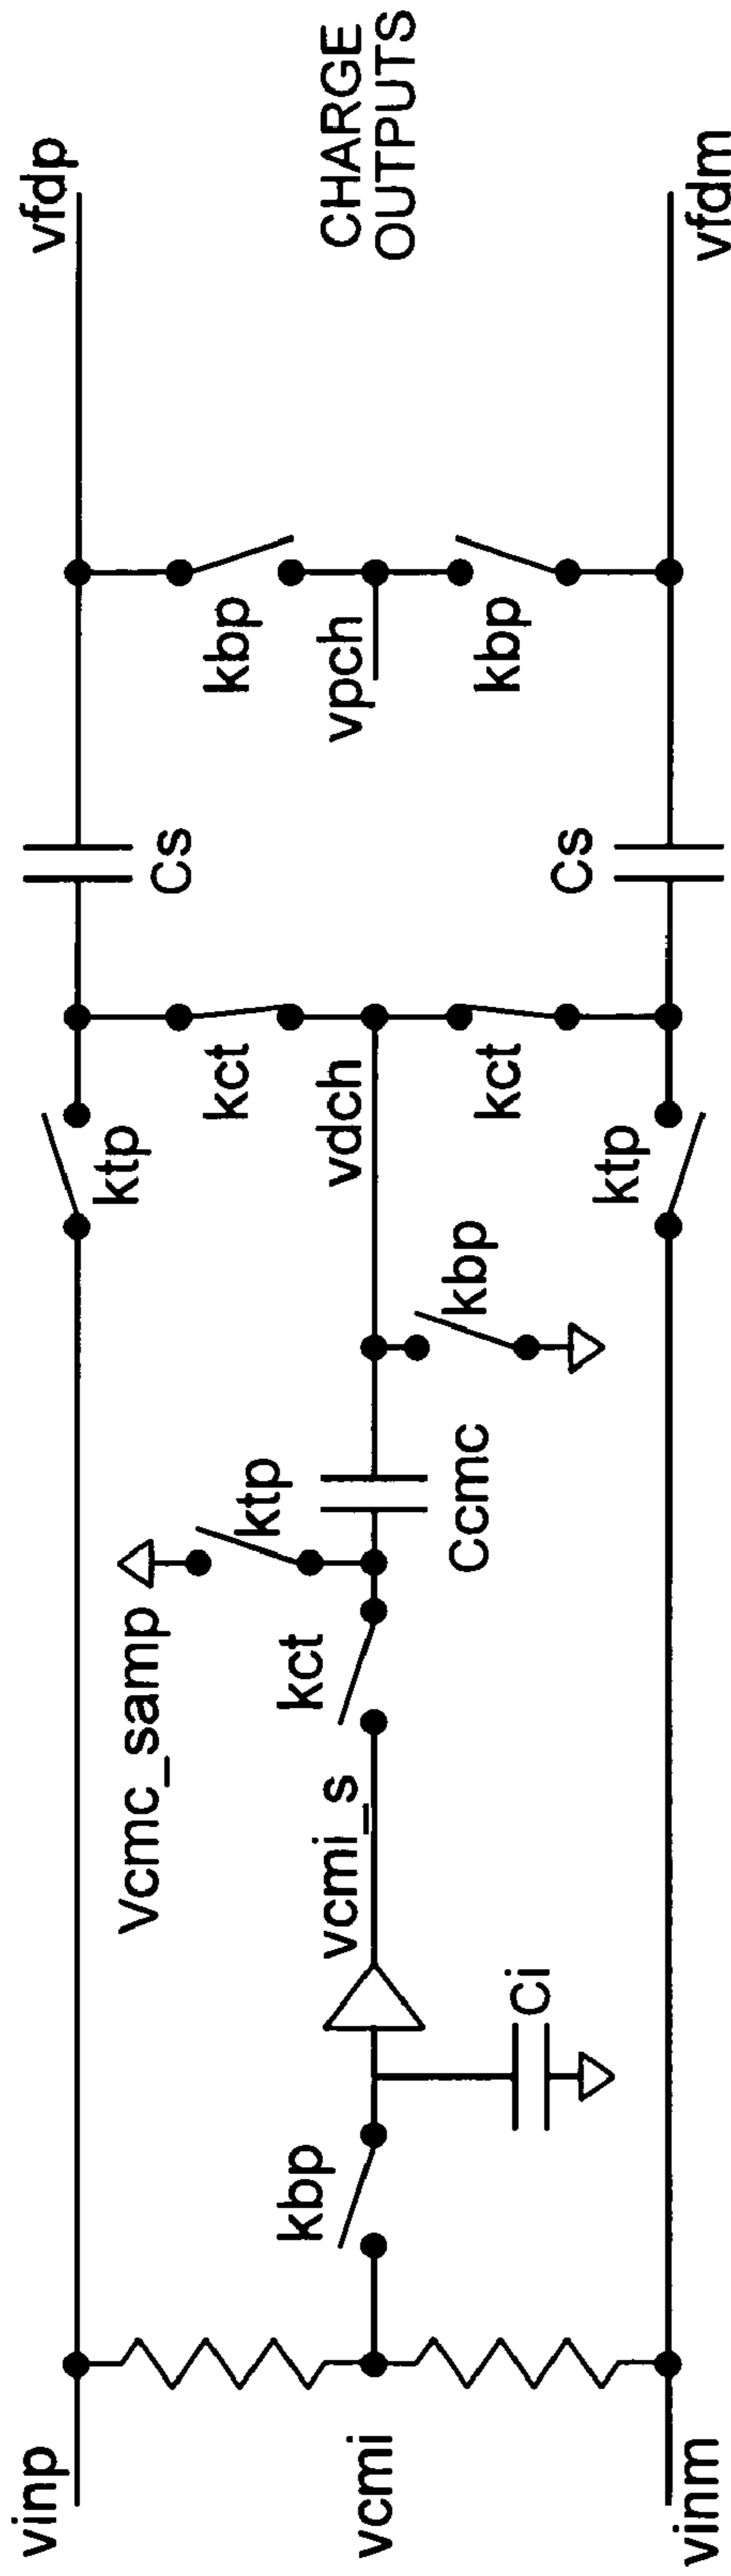 vinp
vcmi
vinm
kbp
Ci
vcmi_s
Vcmc_samp
kct
ktp
Ccmc
kbp
ktp
vdch
ktp
kct
kct
Cs
Cs
kbp
vpch
kbp
vfdp
CHARGE
OUTPUTS
vfdm